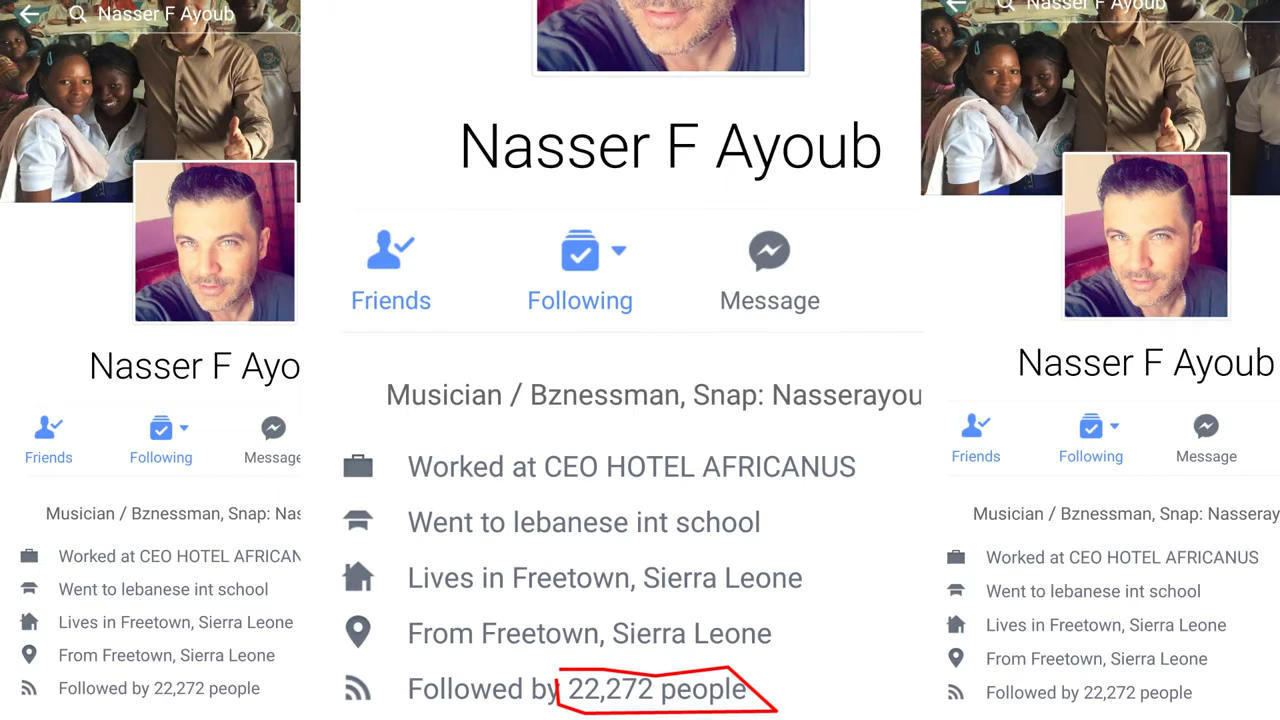 Nasser F Ayoub
Nasser F Ayo
Friends
Following
Message
Musician / Bznessman, Snap: Nas
Worked at CEO HOTEL AFRICAN
Went to lebanese int school
Lives in Freetown, Sierra Leone
From Freetown, Sierra Leone
Followed by 22,272 people
Nasser F Ayoub
Friends
Following
Message
Musician / Bznessman, Snap: Nasserayou
Worked at CEO HOTEL AFRICANUS
Went to lebanese int school
Lives in Freetown, Sierra Leone
From Freetown, Sierra Leone
Followed by 22,272 people
Nasser F Ayoub
Nasser F Ayoub
Friends
Following
Message
Musician / Bznessman, Snap: Nasseray
Worked at CEO HOTEL AFRICANUS
Went to lebanese int school
Lives in Freetown, Sierra Leone
From Freetown, Sierra Leone
Followed by 22,272 people